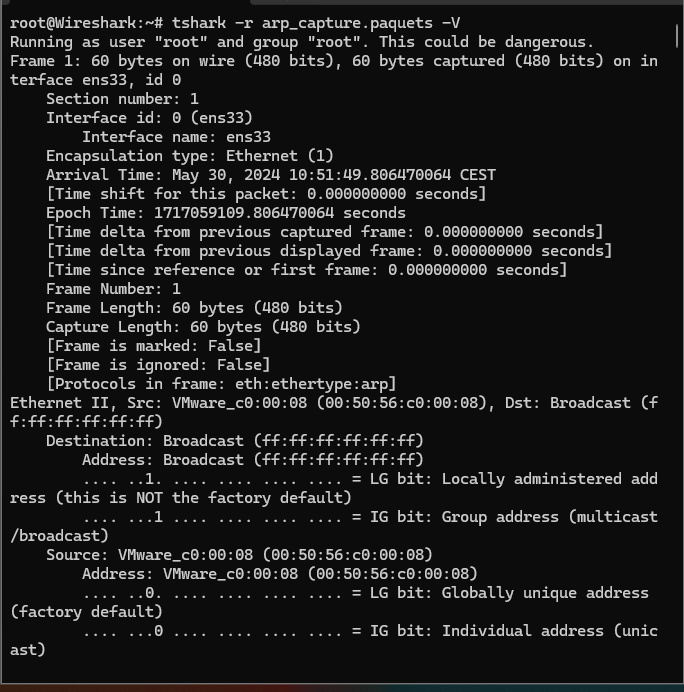 root@Wireshark:~# tshark -r arp_capture.paquets -V
Running as user "root" and group "root". This could be dangerous.
Frame 1: 60 bytes on wire (480 bits), 60 bytes captured (480 bits) on in
terface ens33, id 0
    Section number: 1
    Interface id: 0 (ens33)
        Interface name: ens33
    Encapsulation type: Ethernet (1)
    Arrival Time: May 30, 2024 10:51:49.806470064 CEST
    [Time shift for this packet: 0.000000000 seconds]
    Epoch Time: 1717059109.806470064 seconds
    [Time delta from previous captured frame: 0.000000000 seconds]
    [Time delta from previous displayed frame: 0.000000000 seconds]
    [Time since reference or first frame: 0.000000000 seconds]
    Frame Number: 1
    Frame Length: 60 bytes (480 bits)
    Capture Length: 60 bytes (480 bits)
    [Frame is marked: False]
    [Frame is ignored: False]
    [Protocols in frame: eth:ethertype:arp]
Ethernet II, Src: VMware_c0:00:08 (00:50:56:c0:00:08), Dst: Broadcast (f
f:ff:ff:ff:ff:ff)
    Destination: Broadcast (ff:ff:ff:ff:ff:ff)
        Address: Broadcast (ff:ff:ff:ff:ff:ff)
        .... ..1. .... .... .... .... = LG bit: Locally administered add
ress (this is NOT the factory default)
        .... ...1 .... .... .... .... = IG bit: Group address (multicast
/broadcast)
    Source: VMware_c0:00:08 (00:50:56:c0:00:08)
        Address: VMware_c0:00:08 (00:50:56:c0:00:08)
        .... ..0. .... .... .... .... = LG bit: Globally unique address
(factory default)
        .... ...0 .... .... .... .... = IG bit: Individual address (unic
ast)